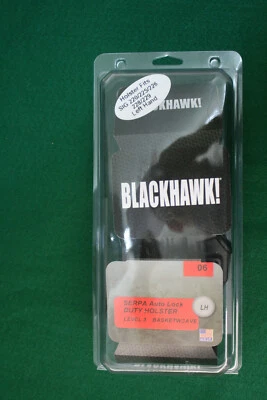 Holster Fits
SIG 220/225/226
228/229
Left Hand
BLACKHAWK!
BLACKHAWK!
06
SERPA Auto Lock
DUTY HOLSTER
LH
LEVEL 3 BASKETWEAVE